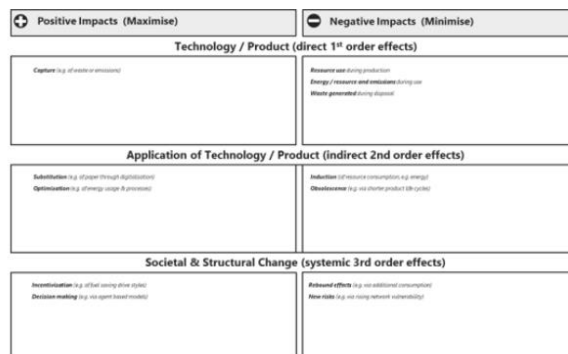 Positive Impacts (Maximise)
Negative Impacts (Minimise)
Technology / Product (direct 1st order effects)
Capture (e.g. of waste or emissions)
Resource use during production
Energy / resource and emissions during use
Waste generated during disposal
Application of Technology / Product (indirect 2nd order effects)
Substitution (e.g. of paper through digitalization)
Optimisation (e.g. of energy usage & processes)
Induction (of resource consumption, e.g. energy)
Obsolescence (e.g. via shorter product life cycles)
Societal & Structural Change (systemic 3rd order effects)
Incentivization (e.g. of fuel saving drive styles)
Decision making (e.g. via agent based models)
Rebound effects (e.g. via additional consumption)
New risks (e.g. via rising network vulnerability)